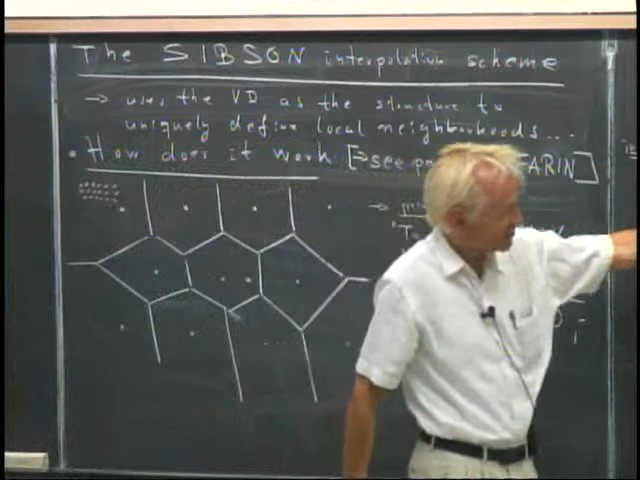 The SIBSON interpolation scheme
→ uses the VD as the structure to
uniquely define local neighborhoods...
• How does it work [⇒ see FARIN]
→